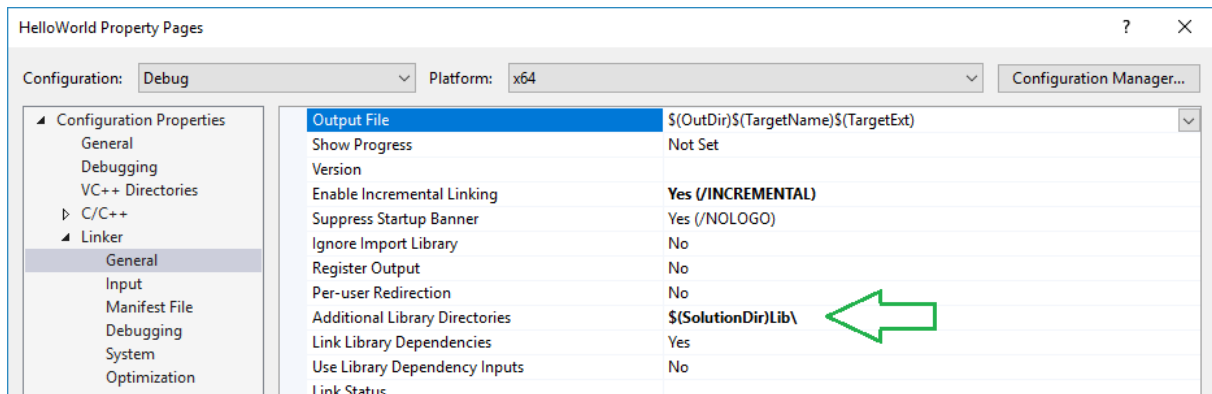 HelloWorld Property Pages ? ×
Configuration: Debug Platform: x64 Configuration Manager...
Configuration Properties
General
Debugging
VC++ Directories
C/C++
Linker
General
Input
Manifest File
Debugging
System
Optimization
Output File $(OutDir)$(TargetName)$(TargetExt)
Show Progress Not Set
Version
Enable Incremental Linking Yes (/INCREMENTAL)
Suppress Startup Banner Yes (/NOLOGO)
Ignore Import Library No
Register Output No
Per-user Redirection No
Additional Library Directories $(SolutionDir)Lib\
Link Library Dependencies Yes
Use Library Dependency Inputs No
Link Status